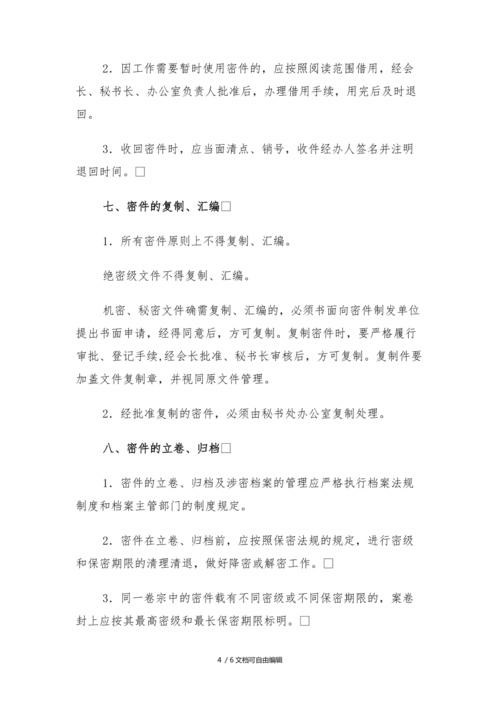 2．因工作需要暂时使用密件的，应按照阅读范围借用，经会
长、秘书长、办公室负责人批准后，办理借用手续，用完后及时退
回。
3．收回密件时，应当面清点、销号，收件经办人签名并注明
退回时间。□
七、密件的复制、汇编□
1．所有密件原则上不得复制、汇编。
绝密级文件不得复制、汇编。
机密、秘密文件确需复制、汇编的，必须书面向密件制发单位
提出书面申请，经得同意后，方可复制。复制密件时，要严格履行
审批、登记手续,经会长批准、秘书长审核后，方可复制。复制件要
加盖文件复制章，并视同原文件管理。
2．经批准复制的密件，必须由秘书处办公室复制处理。
八、密件的立卷、归档□
1．密件的立卷、归档及涉密档案的管理应严格执行档案法规
制度和档案主管部门的制度规定。
2．密件在立卷、归档前，应按照保密法规的规定，进行密级
和保密期限的清理清退，做好降密或解密工作。□
3．同一卷宗中的密件载有不同密级或不同保密期限的，案卷
封上应按其最高密级和最长保密期限标明。□
4 / 6文档可自由编辑